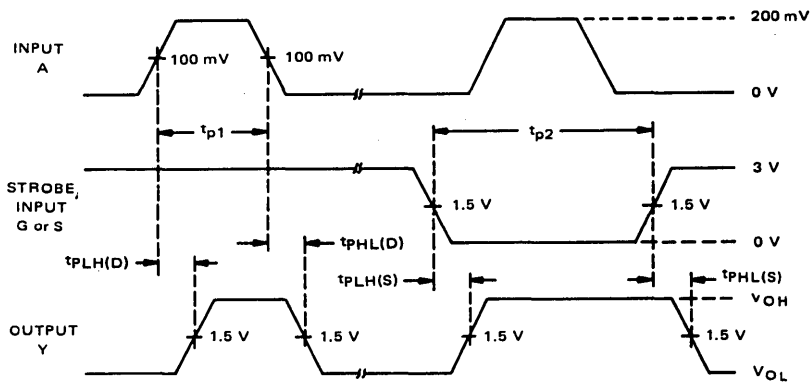 200 mV
INPUT
A
100 mV
100 mV
0 V
tp1
tp2
3 V
STROBE,
INPUT
G or S
1.5 V
1.5 V
0 V
tPHL(D)
tPLH(D)
tPLH(S)
tPHL(S)
VOH
OUTPUT
Y
1.5 V
1.5 V
1.5 V
1.5 V
VOL